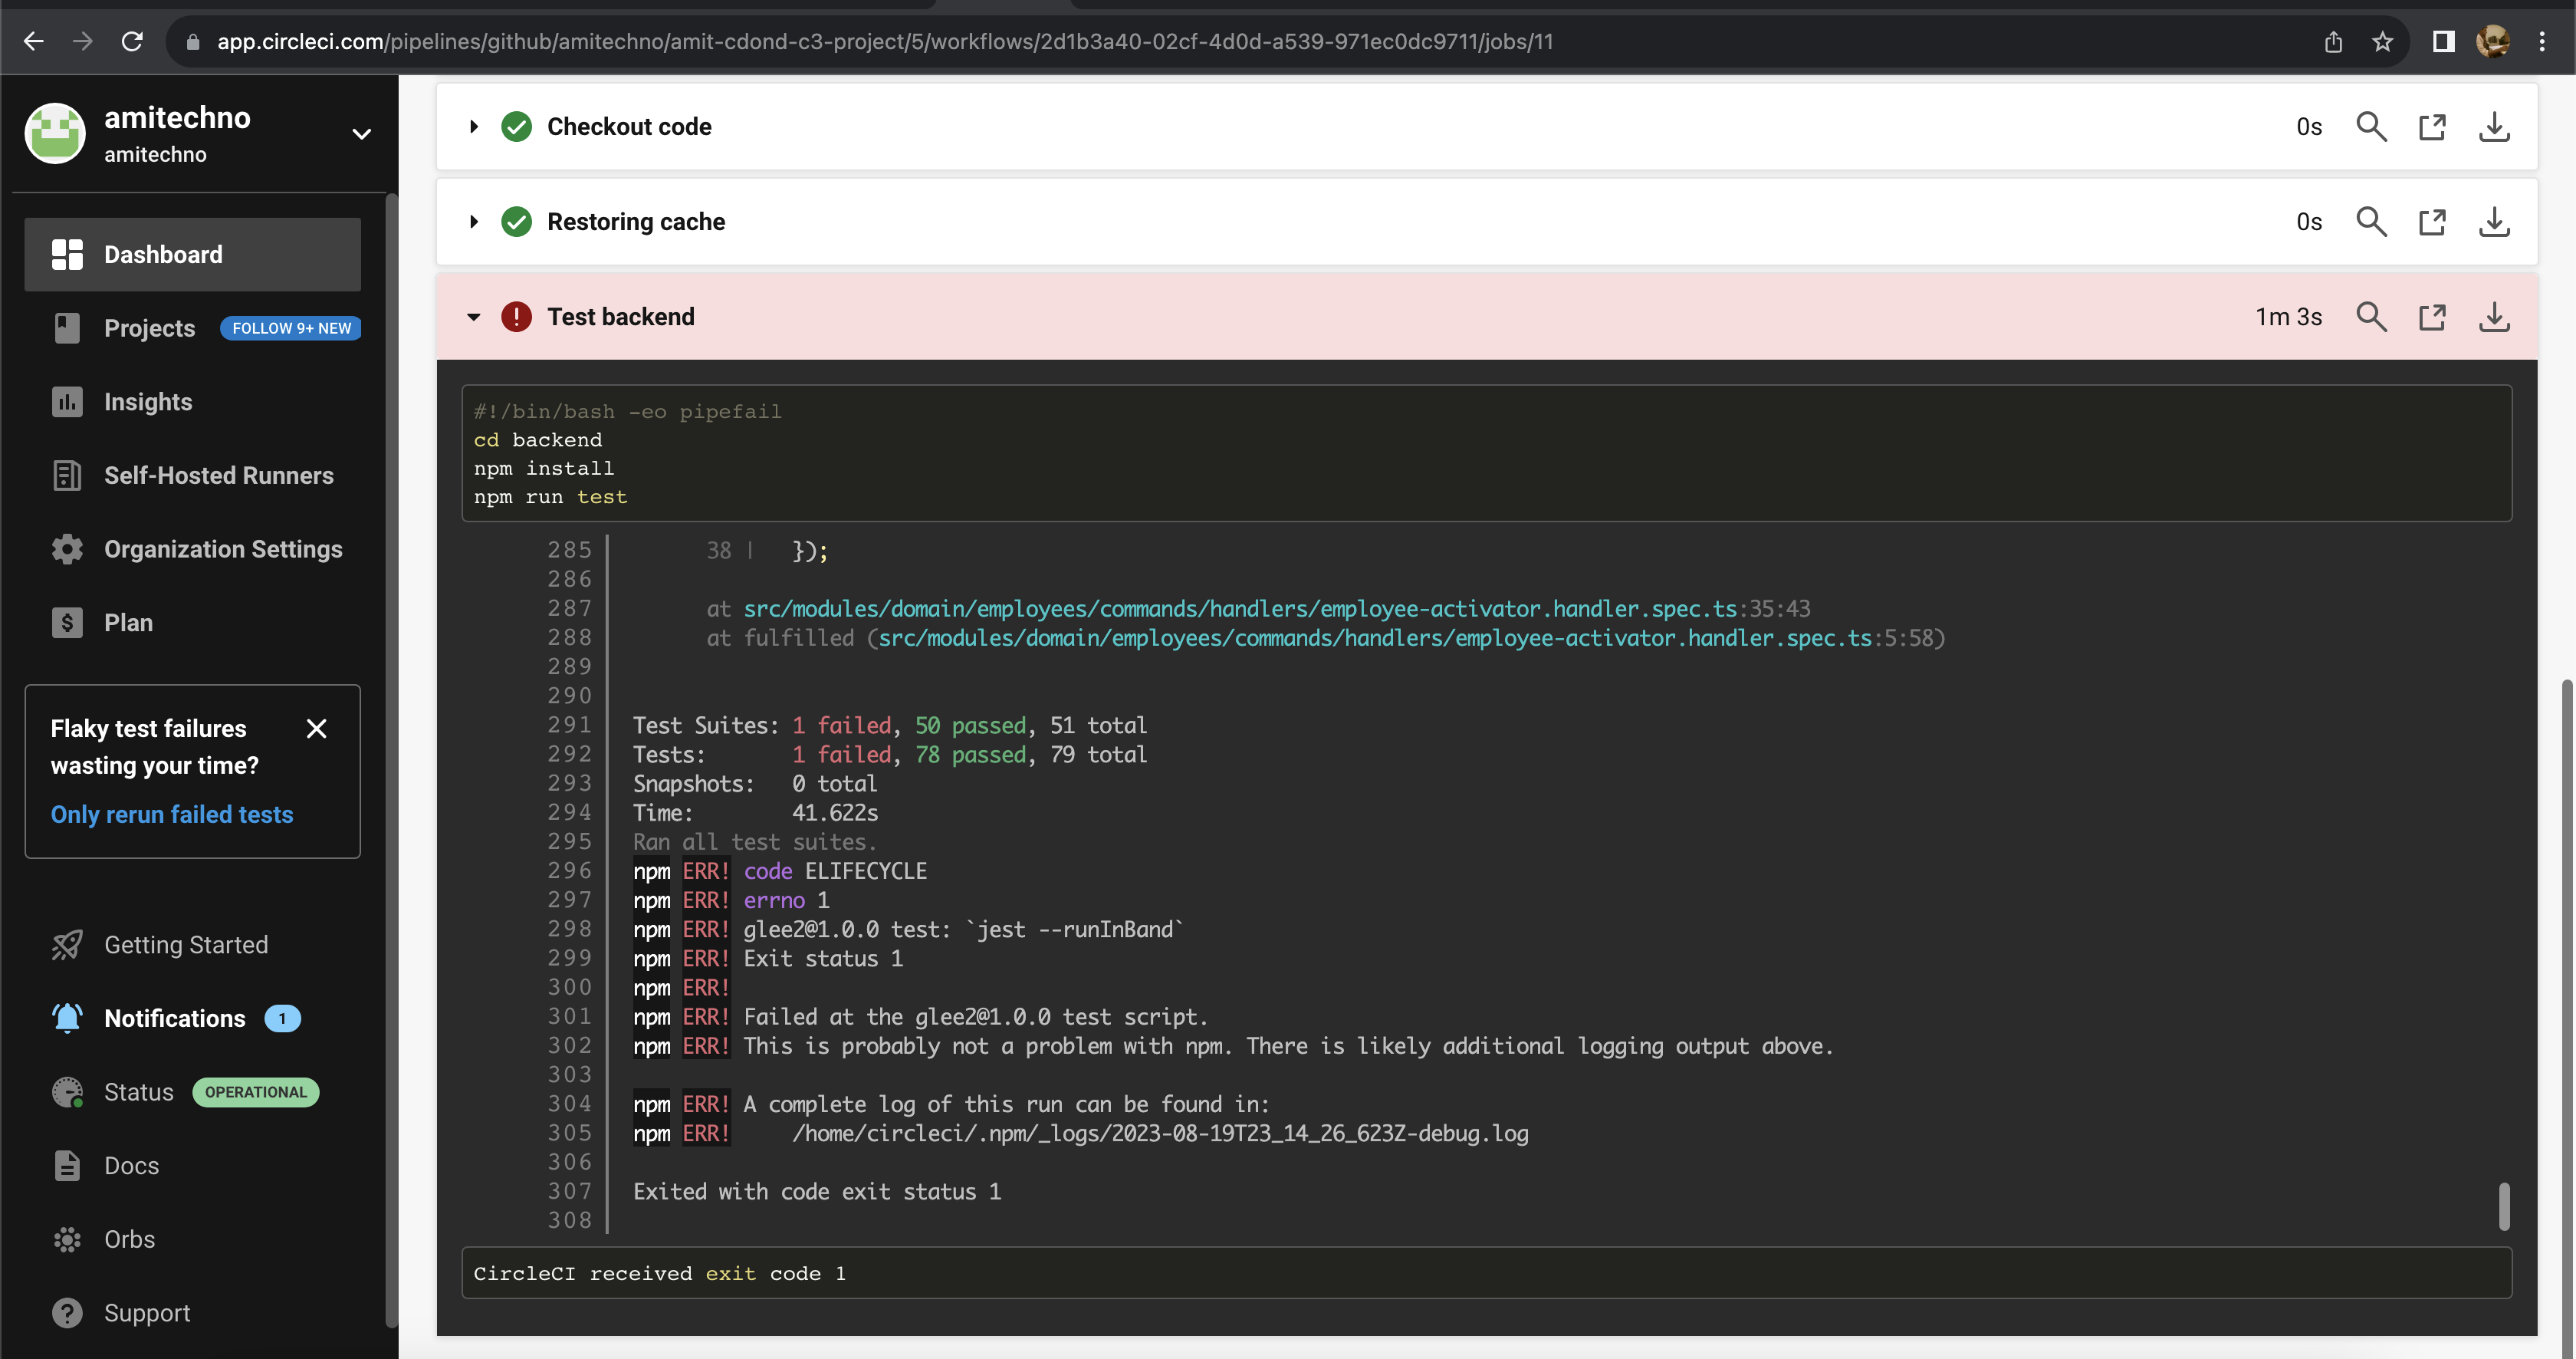 app.circleci.com/pipelines/github/amitechno/amit-cdond-c3-project/5/workflows/2d1b3a40-02cf-4d0d-a539-971ec0dc9711/jobs/11
amitechno
amitechno
Dashboard
Projects FOLLOW 9+ NEW
Insights
Self-Hosted Runners
Organization Settings
Plan
Flaky test failures
wasting your time?
Only rerun failed tests
Getting Started
Notifications 1
Status OPERATIONAL
Docs
Orbs
Support
Checkout code 0s
Restoring cache 0s
Test backend 1m 3s
#!/bin/bash -eo pipefail
cd backend
npm install
npm run test
285 38 | });
286
287 at src/modules/domain/employees/commands/handlers/employee-activator.handler.spec.ts:35:43
288 at fulfilled (src/modules/domain/employees/commands/handlers/employee-activator.handler.spec.ts:5:58)
289
290
291 Test Suites: 1 failed, 50 passed, 51 total
292 Tests: 1 failed, 78 passed, 79 total
293 Snapshots: 0 total
294 Time: 41.622s
295 Ran all test suites.
296 npm ERR! code ELIFECYCLE
297 npm ERR! errno 1
298 npm ERR! glee2@1.0.0 test: `jest --runInBand`
299 npm ERR! Exit status 1
300 npm ERR!
301 npm ERR! Failed at the glee2@1.0.0 test script.
302 npm ERR! This is probably not a problem with npm. There is likely additional logging output above.
303
304 npm ERR! A complete log of this run can be found in:
305 npm ERR! /home/circleci/.npm/_logs/2023-08-19T23_14_26_623Z-debug.log
306
307 Exited with code exit status 1
308
CircleCI received exit code 1